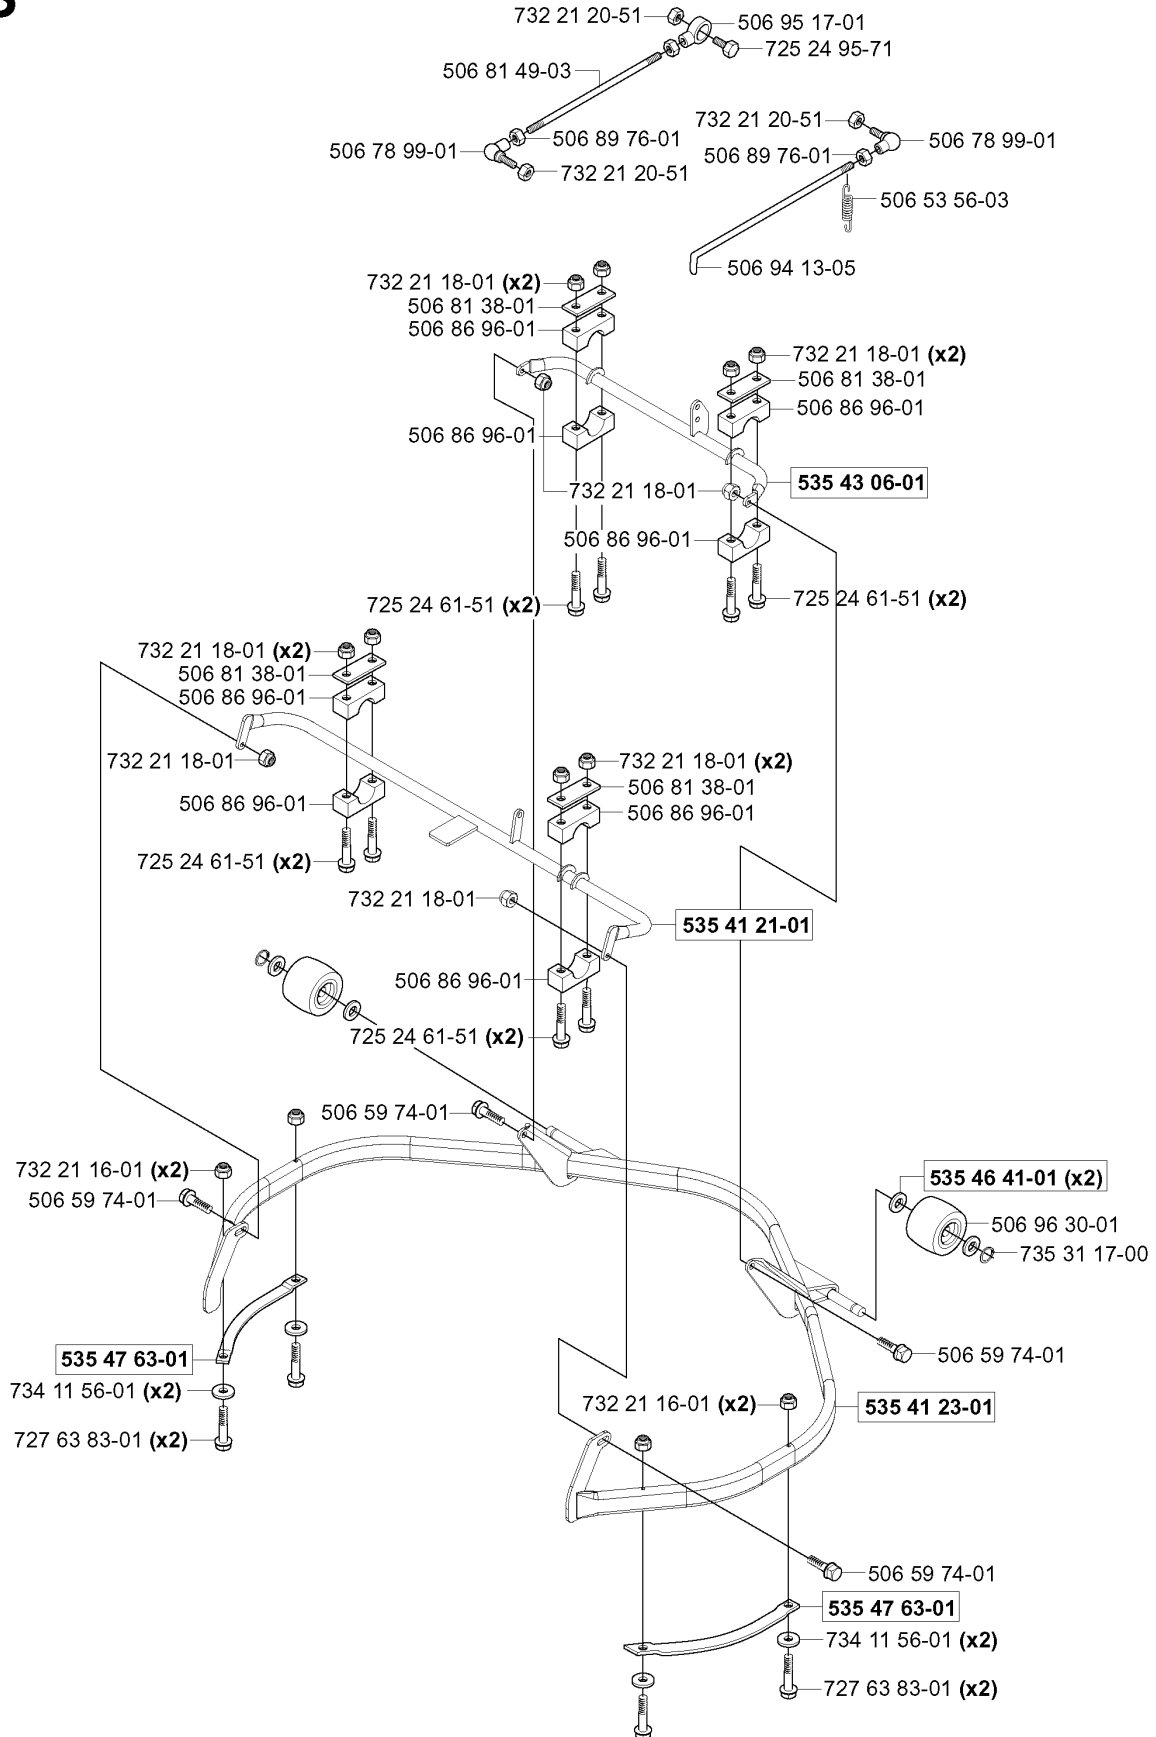 732 21 20-51
506 95 17-01
725 24 95-71
506 81 49-03
732 21 20-51
506 89 76-01
506 78 99-01
506 78 99-01
506 89 76-01
732 21 20-51
506 53 56-03
506 94 13-05
732 21 18-01 (x2)
506 81 38-01
506 86 96-01
732 21 18-01 (x2)
506 81 38-01
506 86 96-01
506 86 96-01
535 43 06-01
732 21 18-01
506 86 96-01
725 24 61-51 (x2)
725 24 61-51 (x2)
732 21 18-01 (x2)
506 81 38-01
506 86 96-01
732 21 18-01
732 21 18-01 (x2)
506 81 38-01
506 86 96-01
506 86 96-01
725 24 61-51 (x2)
732 21 18-01
535 41 21-01
506 86 96-01
725 24 61-51 (x2)
506 59 74-01
732 21 16-01 (x2)
535 46 41-01 (x2)
506 59 74-01
506 96 30-01
735 31 17-00
535 47 63-01
506 59 74-01
734 11 56-01 (x2)
732 21 16-01 (x2)
535 41 23-01
727 63 83-01 (x2)
506 59 74-01
535 47 63-01
734 11 56-01 (x2)
727 63 83-01 (x2)